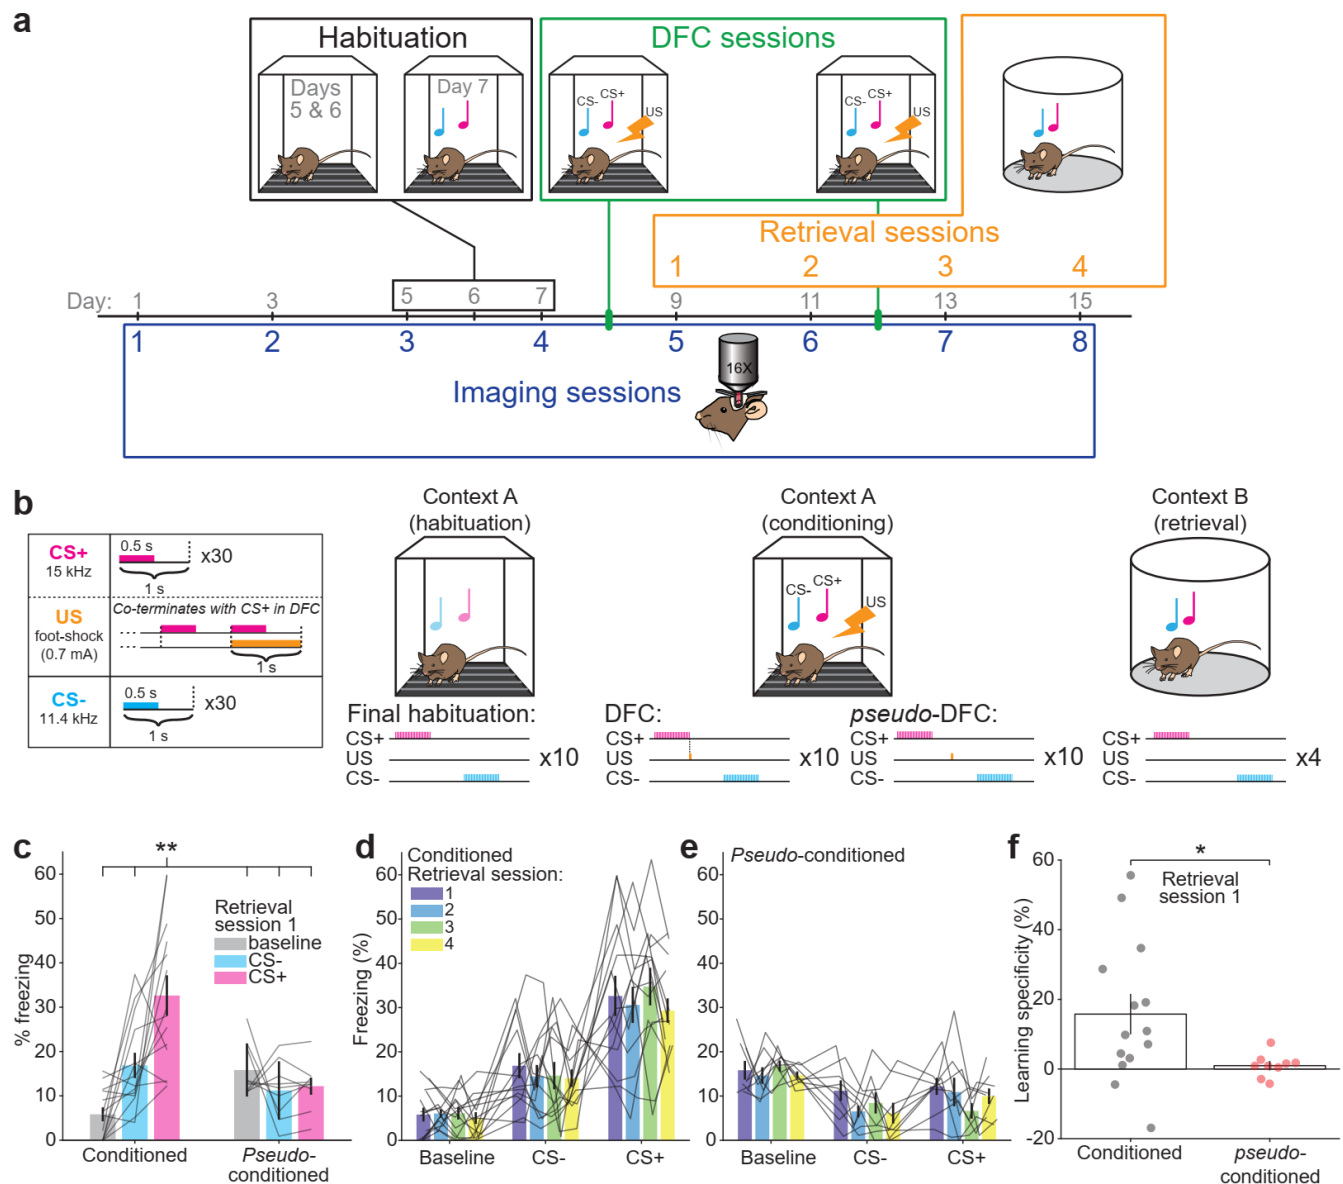 a
Habituation
DFC sessions
Days
5 & 6
Day 7
CS-
CS+
US
CS-
CS+
US
Retrieval sessions
1 2 3 4
Day: 1 3 5 6 7 9 11 13 15
1 2 3 4 5 6 7 8
16X
Imaging sessions
b
CS+
15 kHz
0.5 s
x30
1 s
US
foot-shock
(0.7 mA)
Co-terminates with CS+ in DFC
1s
CS-
11.4 kHz
0.5 s
x30
1 s
Context A
(habituation)
Context A
(conditioning)
CS-
CS+
US
Context B
(retrieval)
Final habituation:
CS+
US
CS-
x10
DFC:
CS+
US
CS-
x10
pseudo-DFC:
CS+
US
CS-
x10
CS+
US
CS-
x4
c
**
% freezing
60
50
40
30
20
10
0
Retrieval
session 1
baseline
CS-
CS+
Conditioned
Pseudo-
conditioned
d
Conditioned
Retrieval session:
1
2
3
4
Freezing (%)
60
50
40
30
20
10
0
Baseline
CS-
CS+
e
Pseudo-conditioned
60
50
40
30
20
10
0
Baseline
CS-
CS+
f
*
Retrieval
session 1
Learning specificity (%)
60
40
20
0
-20
Conditioned
pseudo-
conditioned